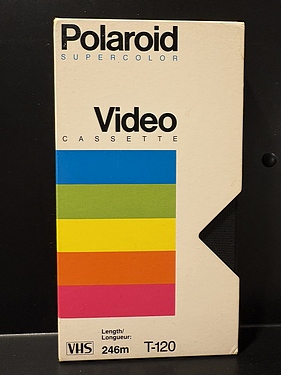 Polaroid
SUPERCOLOR
Video
CASSETTE
Length/
Longueur:
VHS 246m T-120